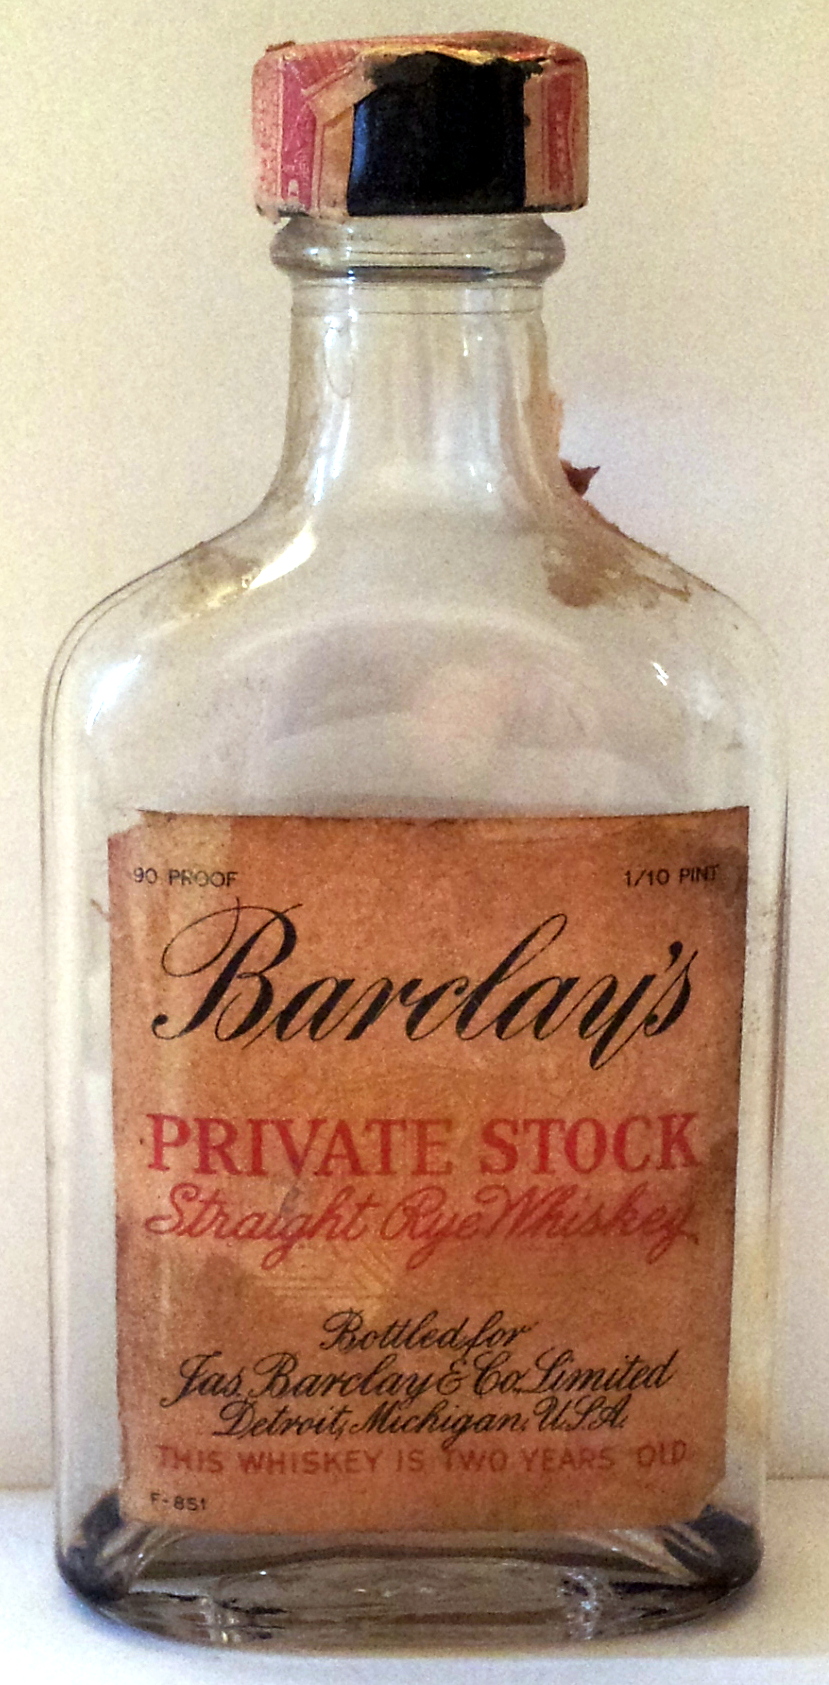 90 PROOF 1/10 PINT
Barclay's
PRIVATE STOCK
Straight Rye Whiskey
Bottled for
Jas. Barclay & Co. Limited
Detroit, Michigan, U.S.A.
THIS WHISKEY IS TWO YEARS OLD
F-851